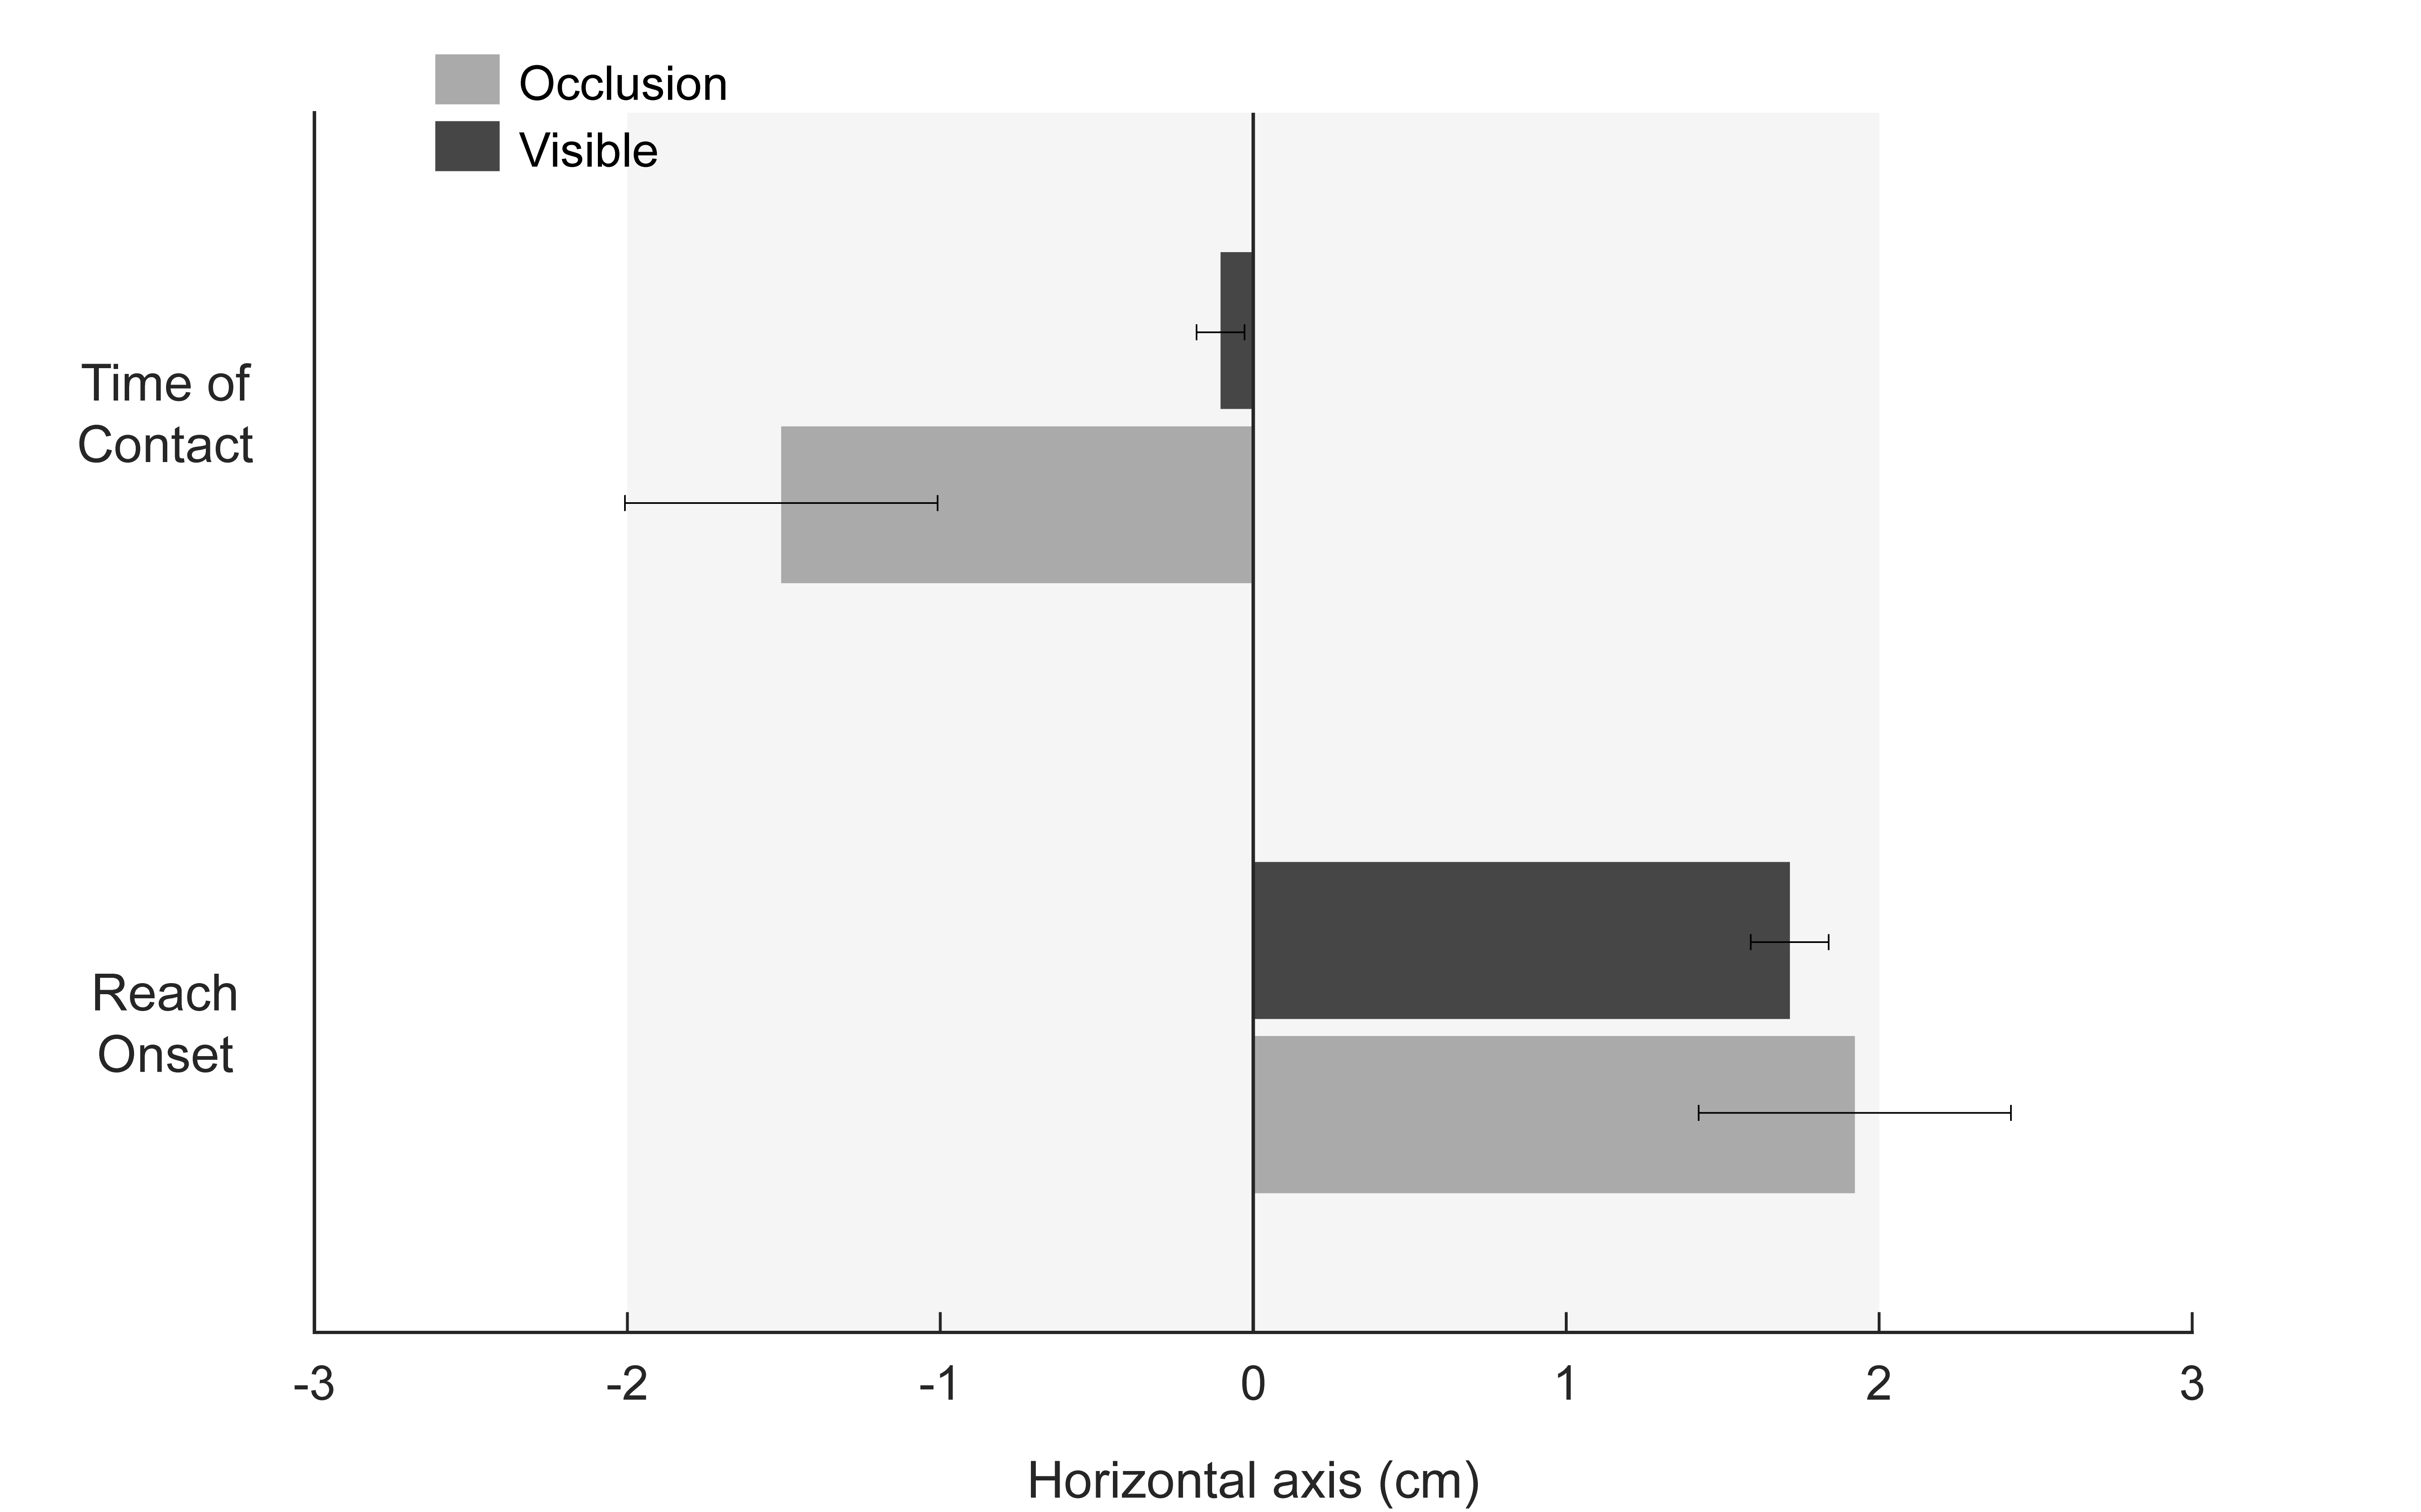 Occlusion
Visible
Time of
Contact
Reach
Onset
-3 -2 -1 0 1 2 3
Horizontal axis (cm)